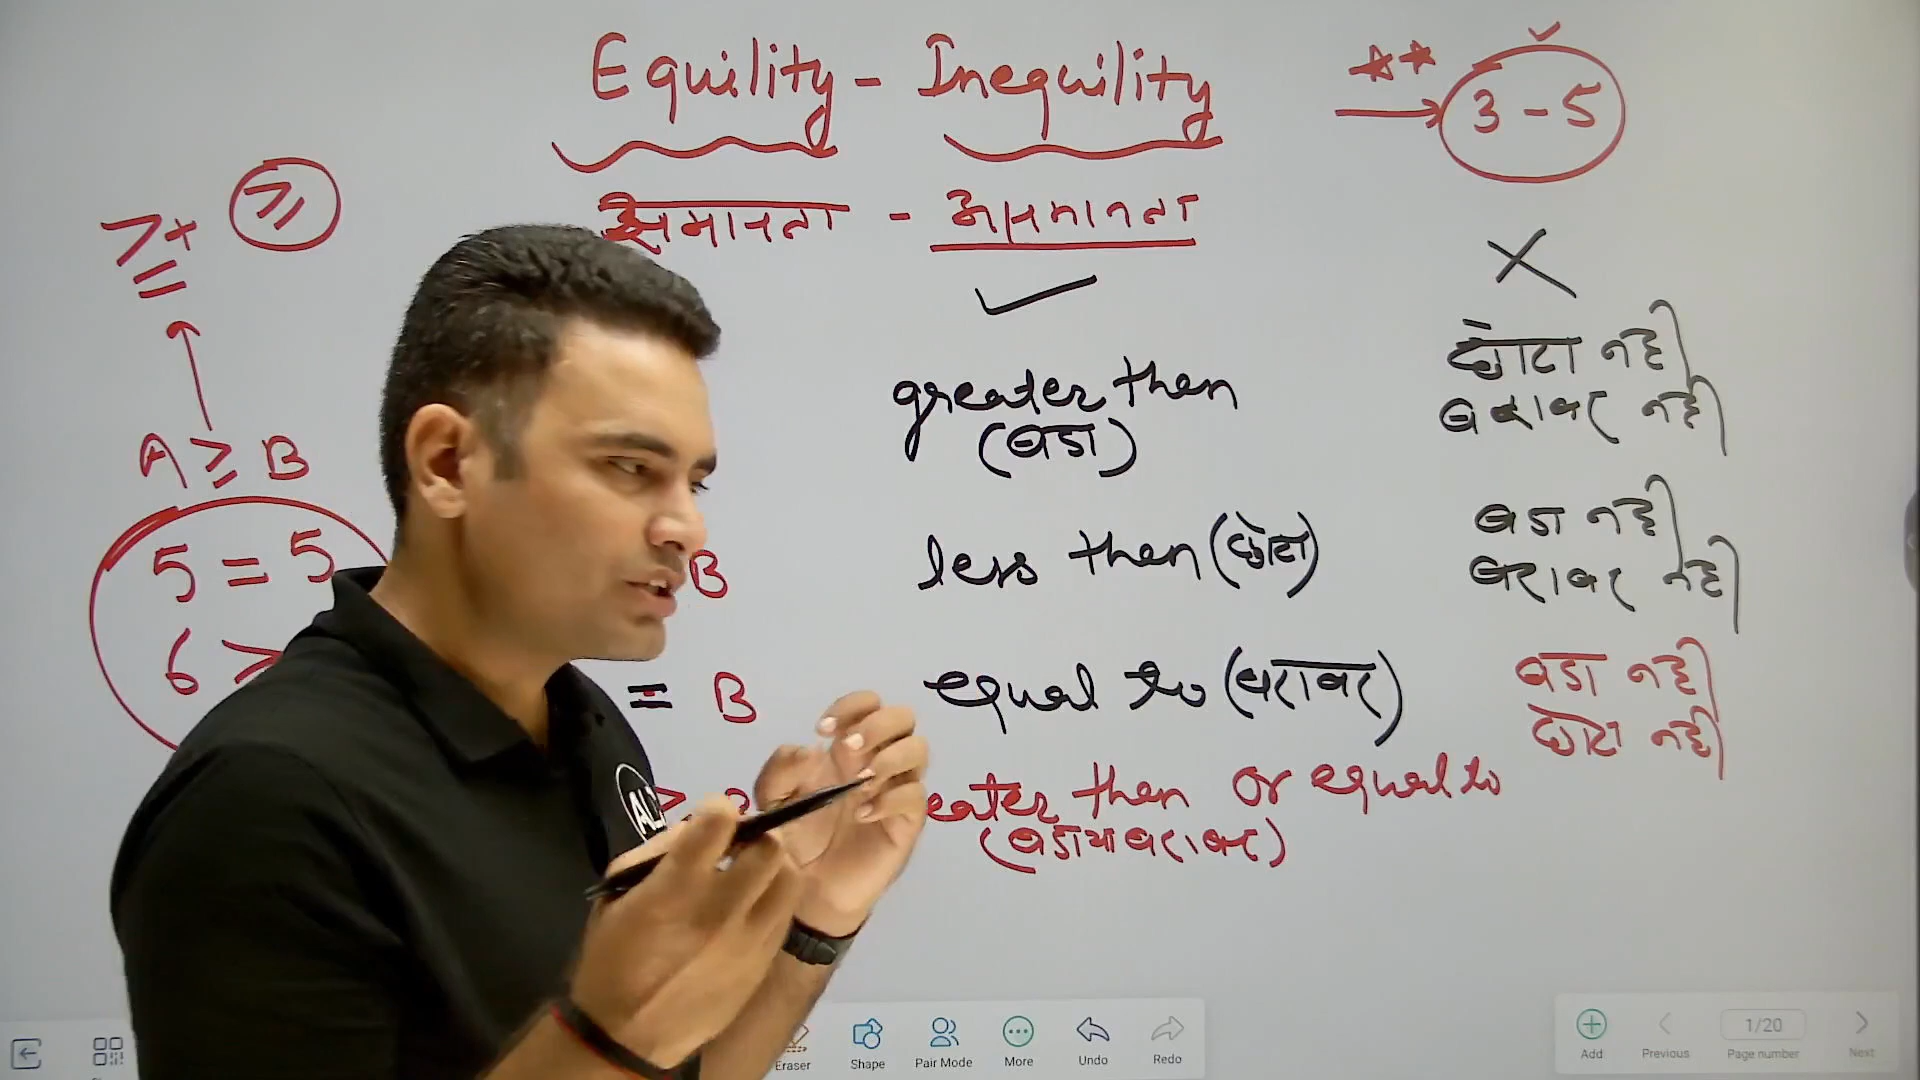 Equility - Inequility
★★ → 3 - 5 ✓
समानता - असमानता
> + = ≥
✓ ✗
greater then
(बडा)
छोटा नही
बराबर नही
A ≥ B
5 = 5
6 >
less then (छोटा)
B
बडा नही
बराबर नही
= B
equal to (बराबर)
बडा नही
छोटा नही
then or equal to
(बडा या बराबर)
Eraser
Shape
Pair Mode
More
Undo
Redo
Add
Previous
1/20
Page number
Next